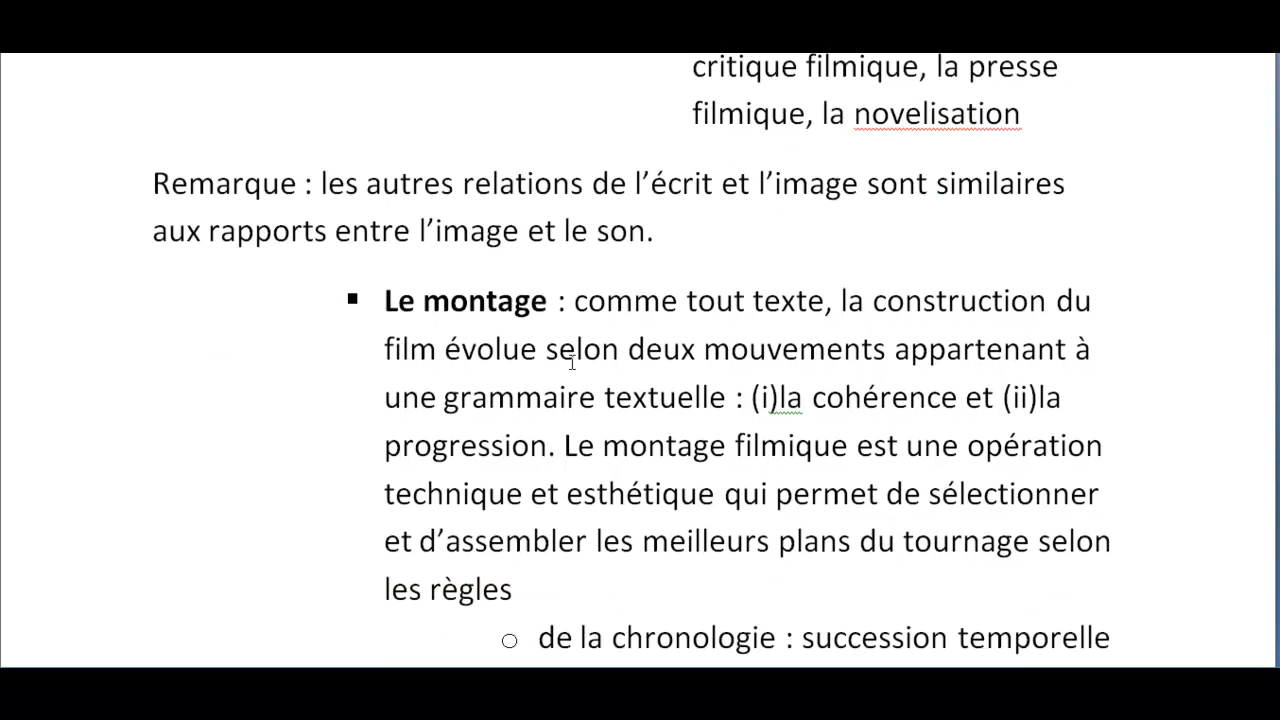 critique filmique, la presse
filmique, la novelisation
Remarque : les autres relations de l’écrit et l’image sont similaires
aux rapports entre l’image et le son.
▪ Le montage : comme tout texte, la construction du
film évolue selon deux mouvements appartenant à
une grammaire textuelle : (i)la cohérence et (ii)la
progression. Le montage filmique est une opération
technique et esthétique qui permet de sélectionner
et d’assembler les meilleurs plans du tournage selon
les règles
o de la chronologie : succession temporelle